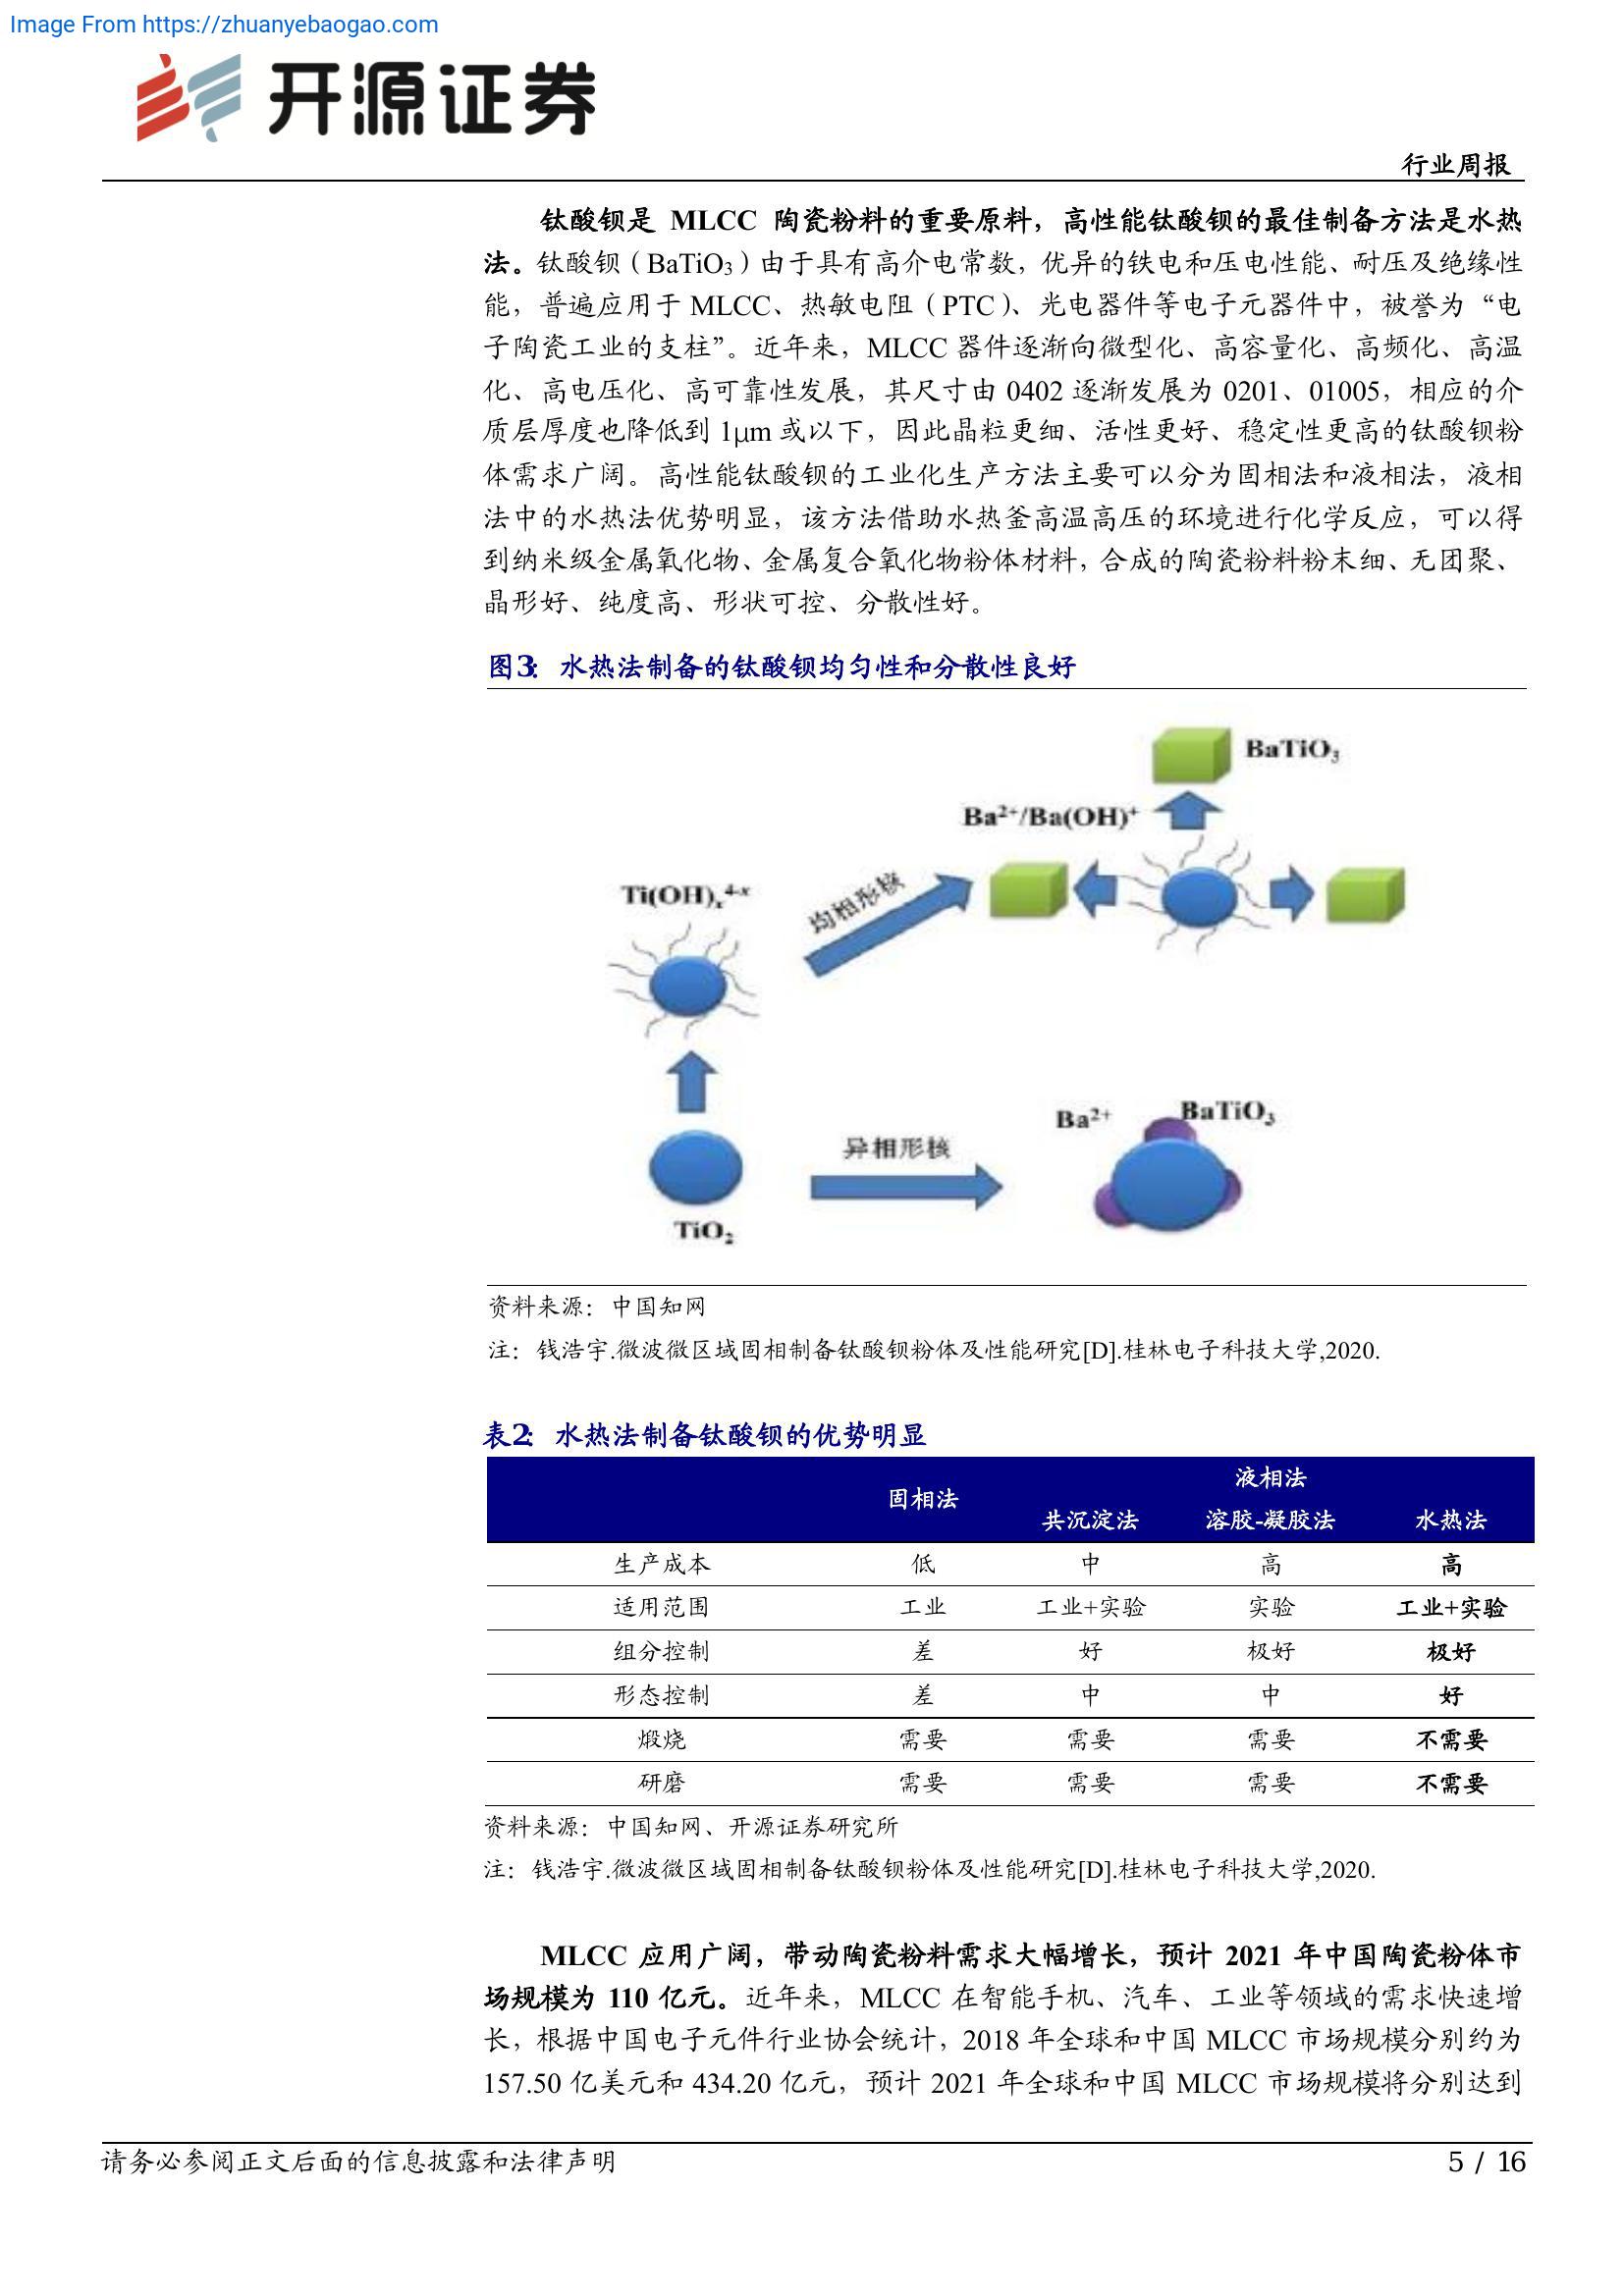 Image From https://zhuanyebaogao.com
开源证券
行业周报
钛酸钡是 MLCC 陶瓷粉料的重要原料，高性能钛酸钡的最佳制备方法是水热
法。钛酸钡（BaTiO₃）由于具有高介电常数，优异的铁电和压电性能、耐压及绝缘性
能，普遍应用于 MLCC、热敏电阻（PTC）、光电器件等电子元器件中，被誉为“电
子陶瓷工业的支柱”。近年来，MLCC 器件逐渐向微型化、高容量化、高频化、高温
化、高电压化、高可靠性发展，其尺寸由 0402 逐渐发展为 0201、01005，相应的介
质层厚度也降低到 1μm 或以下，因此晶粒更细、活性更好、稳定性更高的钛酸钡粉
体需求广阔。高性能钛酸钡的工业化生产方法主要可以分为固相法和液相法，液相
法中的水热法优势明显，该方法借助水热釜高温高压的环境进行化学反应，可以得
到纳米级金属氧化物、金属复合氧化物粉体材料，合成的陶瓷粉料粉末细、无团聚、
晶形好、纯度高、形状可控、分散性好。
图3：水热法制备的钛酸钡均匀性和分散性良好
BaTiO₃
Ba²⁺/Ba(OH)⁺
Ti(OH)ₓ⁴⁻ˣ
均相形核
Ba²⁺
BaTiO₃
异相形核
TiO₂
资料来源：中国知网
注：钱浩宇.微波微区域固相制备钛酸钡粉体及性能研究[D].桂林电子科技大学,2020.
表2：水热法制备钛酸钡的优势明显
固相法 液相法
共沉淀法 溶胶-凝胶法 水热法
生产成本 低 中 高 高
适用范围 工业 工业+实验 实验 工业+实验
组分控制 差 好 极好 极好
形态控制 差 中 中 好
煅烧 需要 需要 需要 不需要
研磨 需要 需要 需要 不需要
资料来源：中国知网、开源证券研究所
注：钱浩宇.微波微区域固相制备钛酸钡粉体及性能研究[D].桂林电子科技大学,2020.
MLCC 应用广阔，带动陶瓷粉料需求大幅增长，预计 2021 年中国陶瓷粉体市
场规模为 110 亿元。近年来，MLCC 在智能手机、汽车、工业等领域的需求快速增
长，根据中国电子元件行业协会统计，2018 年全球和中国 MLCC 市场规模分别约为
157.50 亿美元和 434.20 亿元，预计 2021 年全球和中国 MLCC 市场规模将分别达到
请务必参阅正文后面的信息披露和法律声明
5 / 16